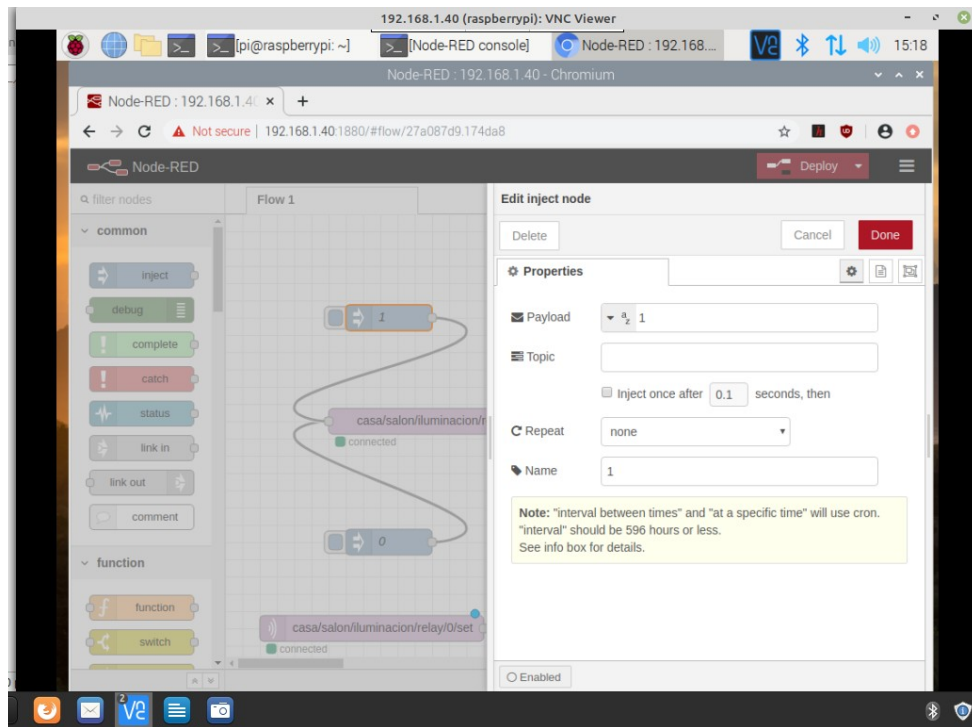 192.168.1.40 (raspberrypi): VNC Viewer
[pi@raspberrypi: ~]
[Node-RED console]
Node-RED : 192.168....
15:18
Node-RED : 192.168.1.40 - Chromium
Node-RED : 192.168.1.40
Not secure | 192.168.1.40:1880/#flow/27a087d9.174da8
Node-RED
Deploy
filter nodes
Flow 1
Edit inject node
common
Delete
Cancel
Done
inject
Properties
debug
1
Payload
az 1
complete
Topic
catch
Inject once after 0.1 seconds, then
status
casa/salon/iluminacion/r
connected
Repeat
none
link in
Name
1
link out
comment
Note: "interval between times" and "at a specific time" will use cron.
"interval" should be 596 hours or less.
See info box for details.
0
function
function
casa/salon/iluminacion/relay/0/set
switch
connected
Enabled
2